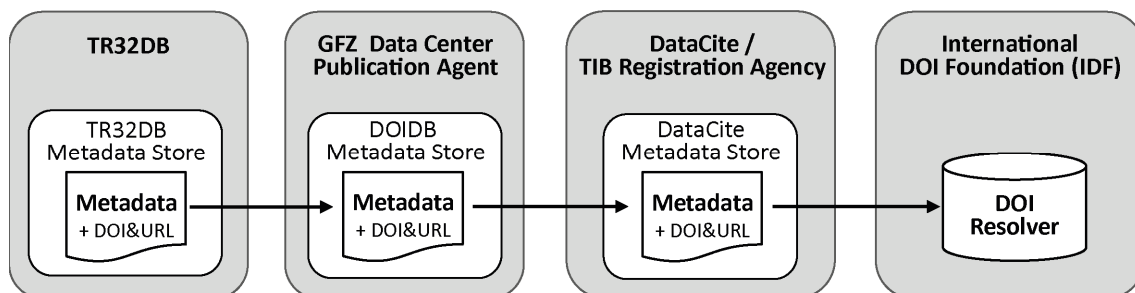 TR32DB
TR32DB
Metadata Store
Metadata
+ DOI&URL
GFZ Data Center
Publication Agent
DOIDB
Metadata Store
Metadata
+ DOI&URL
DataCite /
TIB Registration Agency
DataCite
Metadata Store
Metadata
+ DOI&URL
International
DOI Foundation (IDF)
DOI
Resolver